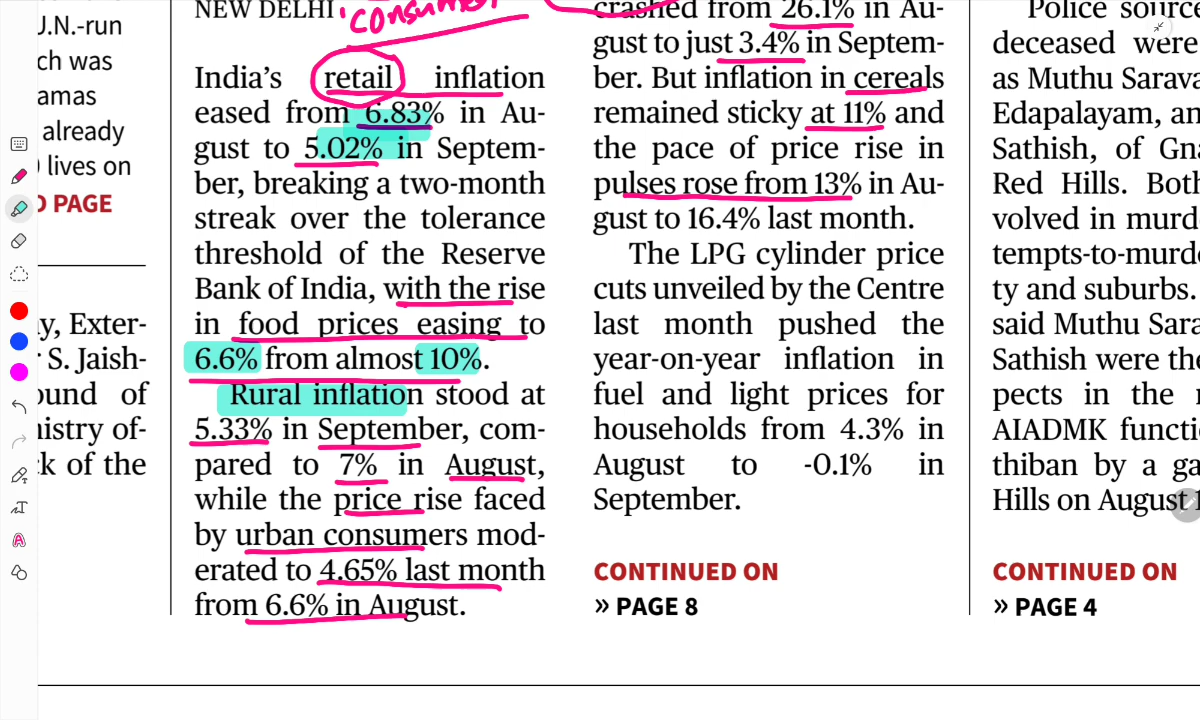 J.N.-run
ch was
amas
already
lives on
D PAGE
y, Exter-
S. Jaish-
ound of
nistry of-
ck of the
NEW DELHI
'consumer
India's retail inflation
eased from 6.83% in Au-
gust to 5.02% in Septem-
ber, breaking a two-month
streak over the tolerance
threshold of the Reserve
Bank of India, with the rise
in food prices easing to
6.6% from almost 10%.
Rural inflation stood at
5.33% in September, com-
pared to 7% in August,
while the price rise faced
by urban consumers mod-
erated to 4.65% last month
from 6.6% in August.
crashed from 26.1% in Au-
gust to just 3.4% in Septem-
ber. But inflation in cereals
remained sticky at 11% and
the pace of price rise in
pulses rose from 13% in Au-
gust to 16.4% last month.
The LPG cylinder price
cuts unveiled by the Centre
last month pushed the
year-on-year inflation in
fuel and light prices for
households from 4.3% in
August to -0.1% in
September.
CONTINUED ON
» PAGE 8
Police sourc
deceased were
as Muthu Sarava
Edapalayam, an
Sathish, of Gna
Red Hills. Both
volved in murd
tempts-to-murde
ty and suburbs.
said Muthu Sara
Sathish were the
pects in the
AIADMK functi
thiban by a ga
Hills on August 1
CONTINUED ON
» PAGE 4